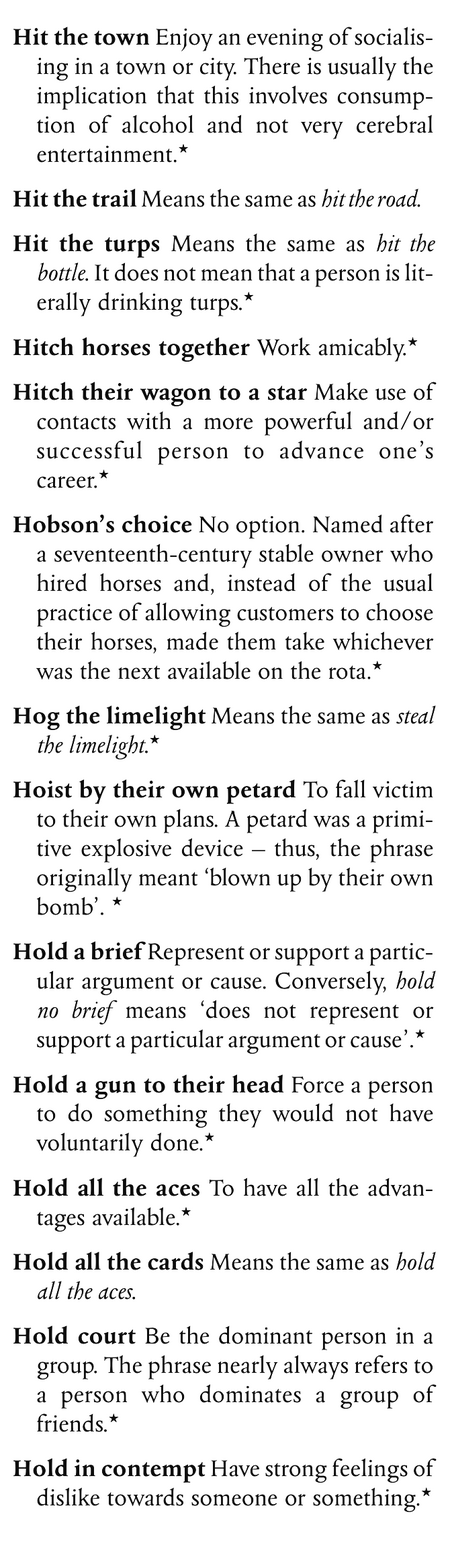 Hit the town Enjoy an evening of socialis-
ing in a town or city. There is usually the
implication that this involves consump-
tion of alcohol and not very cerebral
entertainment.★
Hit the trail Means the same as hit the road.
Hit the turps Means the same as hit the
bottle. It does not mean that a person is lit-
erally drinking turps.★
Hitch horses together Work amicably.★
Hitch their wagon to a star Make use of
contacts with a more powerful and/or
successful person to advance one’s
career.★
Hobson’s choice No option. Named after
a seventeenth-century stable owner who
hired horses and, instead of the usual
practice of allowing customers to choose
their horses, made them take whichever
was the next available on the rota.★
Hog the limelight Means the same as steal
the limelight.★
Hoist by their own petard To fall victim
to their own plans. A petard was a primi-
tive explosive device – thus, the phrase
originally meant ‘blown up by their own
bomb’. ★
Hold a brief Represent or support a partic-
ular argument or cause. Conversely, hold
no brief means ‘does not represent or
support a particular argument or cause’.★
Hold a gun to their head Force a person
to do something they would not have
voluntarily done.★
Hold all the aces To have all the advan-
tages available.★
Hold all the cards Means the same as hold
all the aces.
Hold court Be the dominant person in a
group. The phrase nearly always refers to
a person who dominates a group of
friends.★
Hold in contempt Have strong feelings of
dislike towards someone or something.★